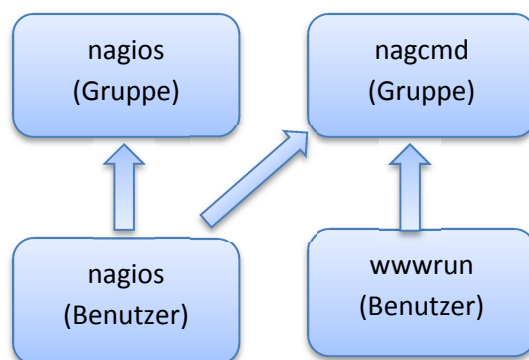 nagios
(Gruppe)
nagcmd
(Gruppe)
nagios
(Benutzer)
wwwrun
(Benutzer)